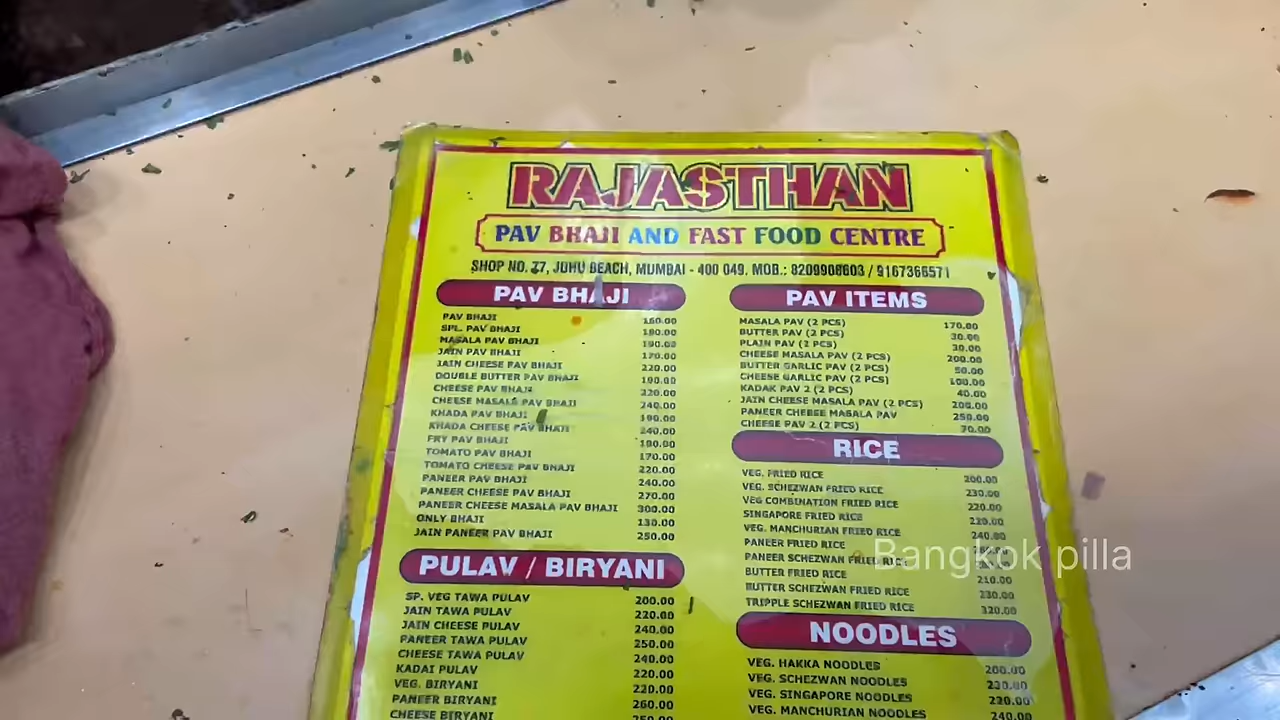 RAJASTHAN
PAV BHAJI AND FAST FOOD CENTRE
SHOP NO. 77, JUHU BEACH, MUMBAI - 400 049. MOB.: 8209900603 / 9167366571
PAV BHAJI
PAV BHAJI 160.00
SPL. PAV BHAJI 180.00
MASALA PAV BHAJI 190.00
JAIN PAV BHAJI 170.00
JAIN CHEESE PAV BHAJI 220.00
DOUBLE BUTTER PAV BHAJI 190.00
CHEESE PAV BHAJI 220.00
CHEESE MASALA PAV BHAJI 240.00
KHADA PAV BHAJI 190.00
KHADA CHEESE PAV BHAJI 240.00
FRY PAV BHAJI 180.00
TOMATO PAV BHAJI 170.00
TOMATO CHEESE PAV BHAJI 220.00
PANEER PAV BHAJI 240.00
PANEER CHEESE PAV BHAJI 270.00
PANEER CHEESE MASALA PAV BHAJI 300.00
ONLY BHAJI 130.00
JAIN PANEER PAV BHAJI 250.00
PULAV / BIRYANI
SP. VEG TAWA PULAV 200.00
JAIN TAWA PULAV 220.00
JAIN CHEESE PULAV 240.00
PANEER TAWA PULAV 250.00
CHEESE TAWA PULAV 240.00
KADAI PULAV 220.00
VEG. BIRYANI 220.00
PANEER BIRYANI 260.00
CHEESE BIRYANI
PAV ITEMS
MASALA PAV (2 PCS) 170.00
BUTTER PAV (2 PCS) 30.00
PLAIN PAV (2 PCS) 30.00
CHEESE MASALA PAV (2 PCS) 200.00
BUTTER GARLIC PAV (2 PCS) 50.00
CHEESE GARLIC PAV (2 PCS) 100.00
KADAK PAV 2 (2 PCS) 40.00
JAIN CHEESE MASALA PAV (2 PCS) 200.00
PANEER CHEESE MASALA PAV 250.00
CHEESE PAV 2 (2 PCS) 70.00
RICE
VEG. FRIED RICE 200.00
VEG. SCHEZWAN FRIED RICE 230.00
VEG COMBINATION FRIED RICE 220.00
SINGAPORE FRIED RICE 220.00
VEG. MANCHURIAN FRIED RICE 240.00
PANEER FRIED RICE
PANEER SCHEZWAN FRIED RICE
BUTTER FRIED RICE 210.00
BUTTER SCHEZWAN FRIED RICE 230.00
TRIPPLE SCHEZWAN FRIED RICE 320.00
NOODLES
VEG. HAKKA NOODLES 200.00
VEG. SCHEZWAN NOODLES 230.00
VEG. SINGAPORE NOODLES 220.00
VEG. MANCHURIAN NOODLES 240.00
Bangkok pilla